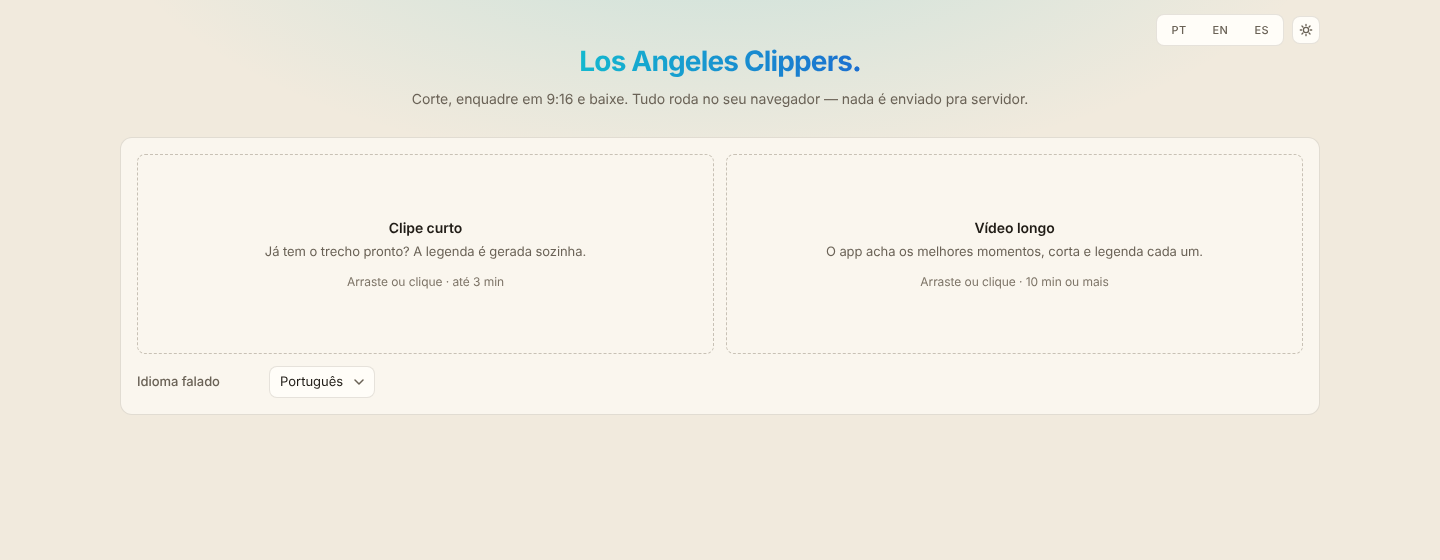 PT EN ES
Los Angeles Clippers.
Corte, enquadre em 9:16 e baixe. Tudo roda no seu navegador — nada é enviado pra servidor.
Clipe curto
Já tem o trecho pronto? A legenda é gerada sozinha.
Arraste ou clique · até 3 min
Vídeo longo
O app acha os melhores momentos, corta e legenda cada um.
Arraste ou clique · 10 min ou mais
Idioma falado
Português